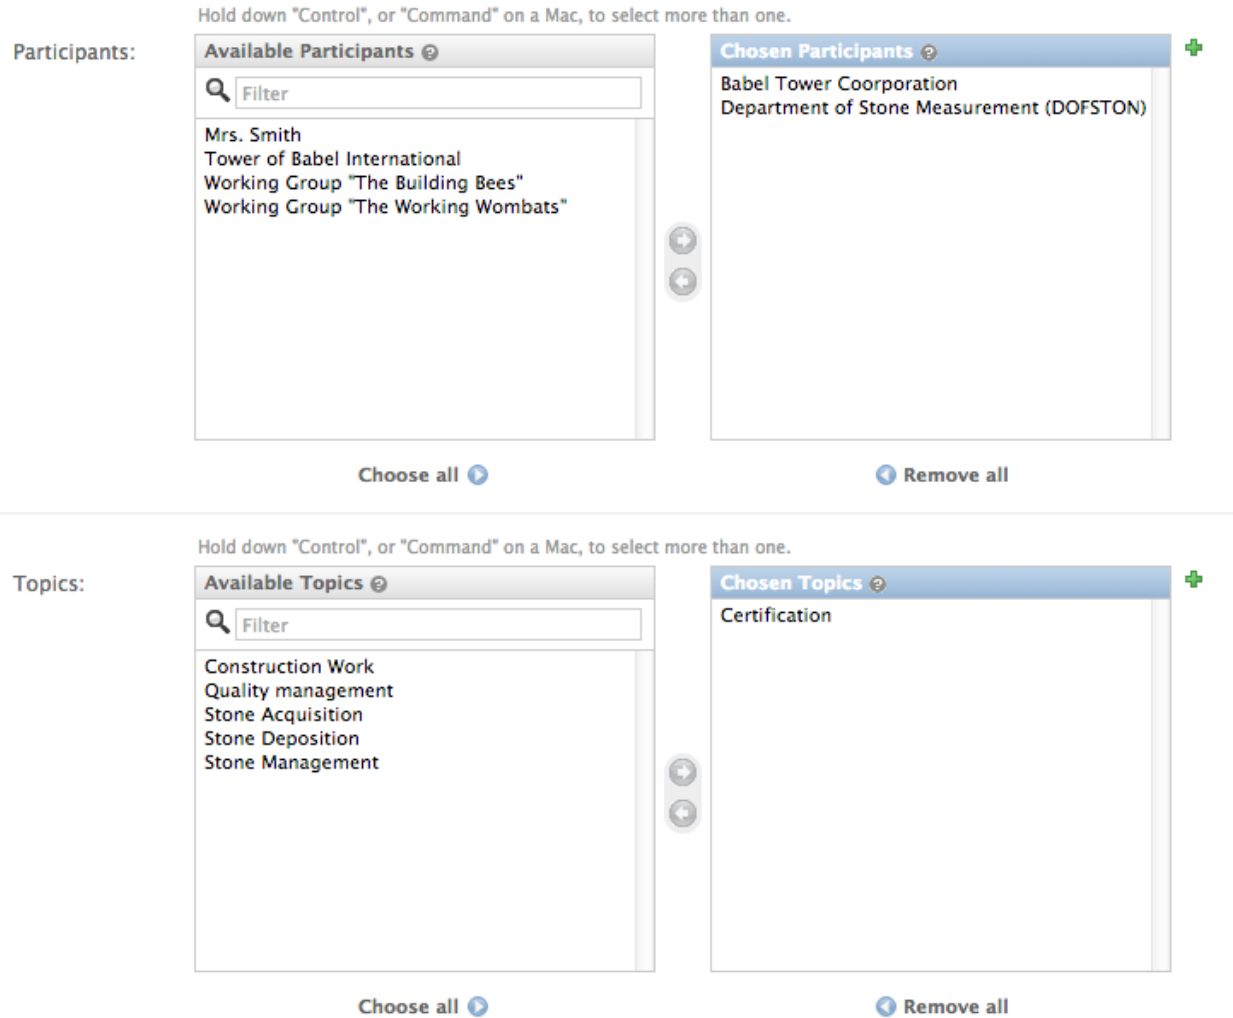 Hold down "Control", or "Command" on a Mac, to select more than one.
Participants:
Available Participants ?
Filter
Mrs. Smith
Tower of Babel International
Working Group "The Building Bees"
Working Group "The Working Wombats"
Choose all
Chosen Participants ?
Babel Tower Coorporation
Department of Stone Measurement (DOFSTON)
Remove all
Hold down "Control", or "Command" on a Mac, to select more than one.
Topics:
Available Topics ?
Filter
Construction Work
Quality management
Stone Acquisition
Stone Deposition
Stone Management
Choose all
Chosen Topics ?
Certification
Remove all